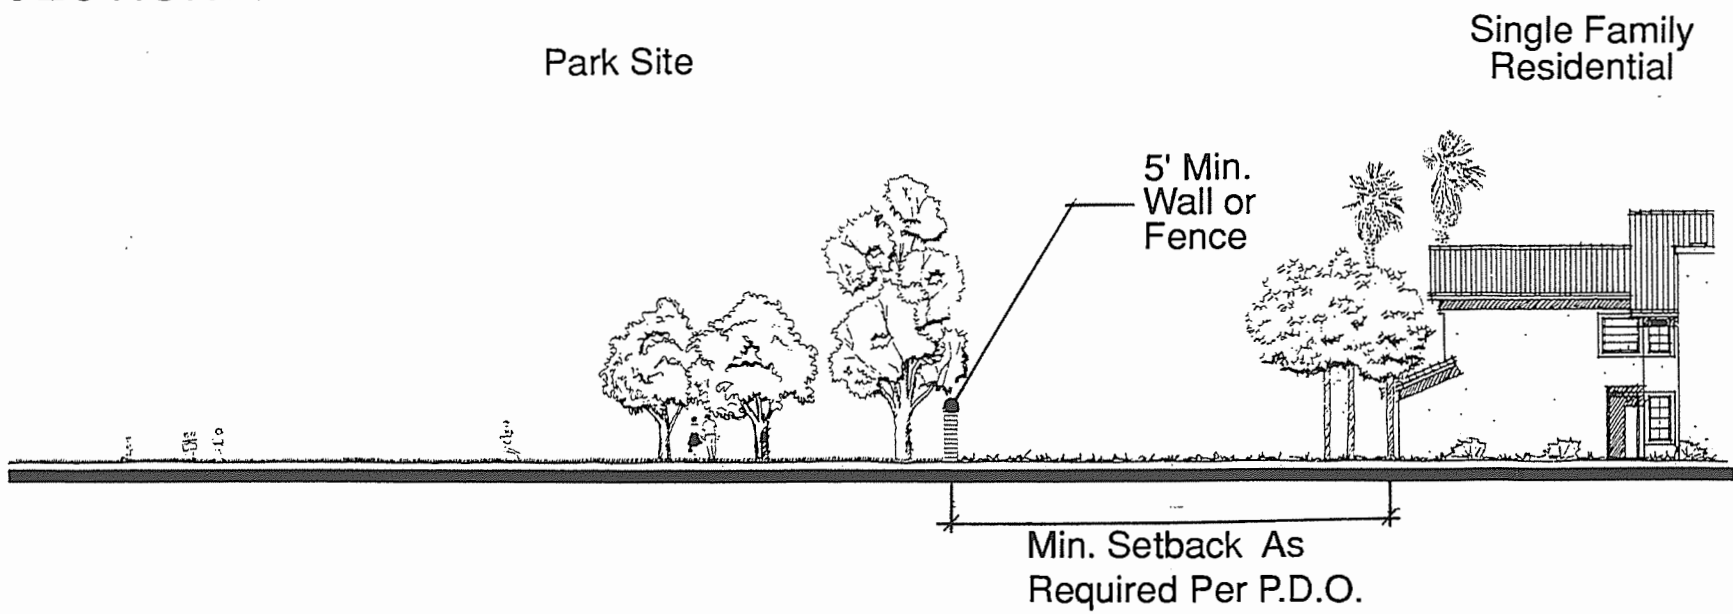 Park Site
Single Family
Residential
5' Min.
Wall or
Fence
Min. Setback As
Required Per P.D.O.